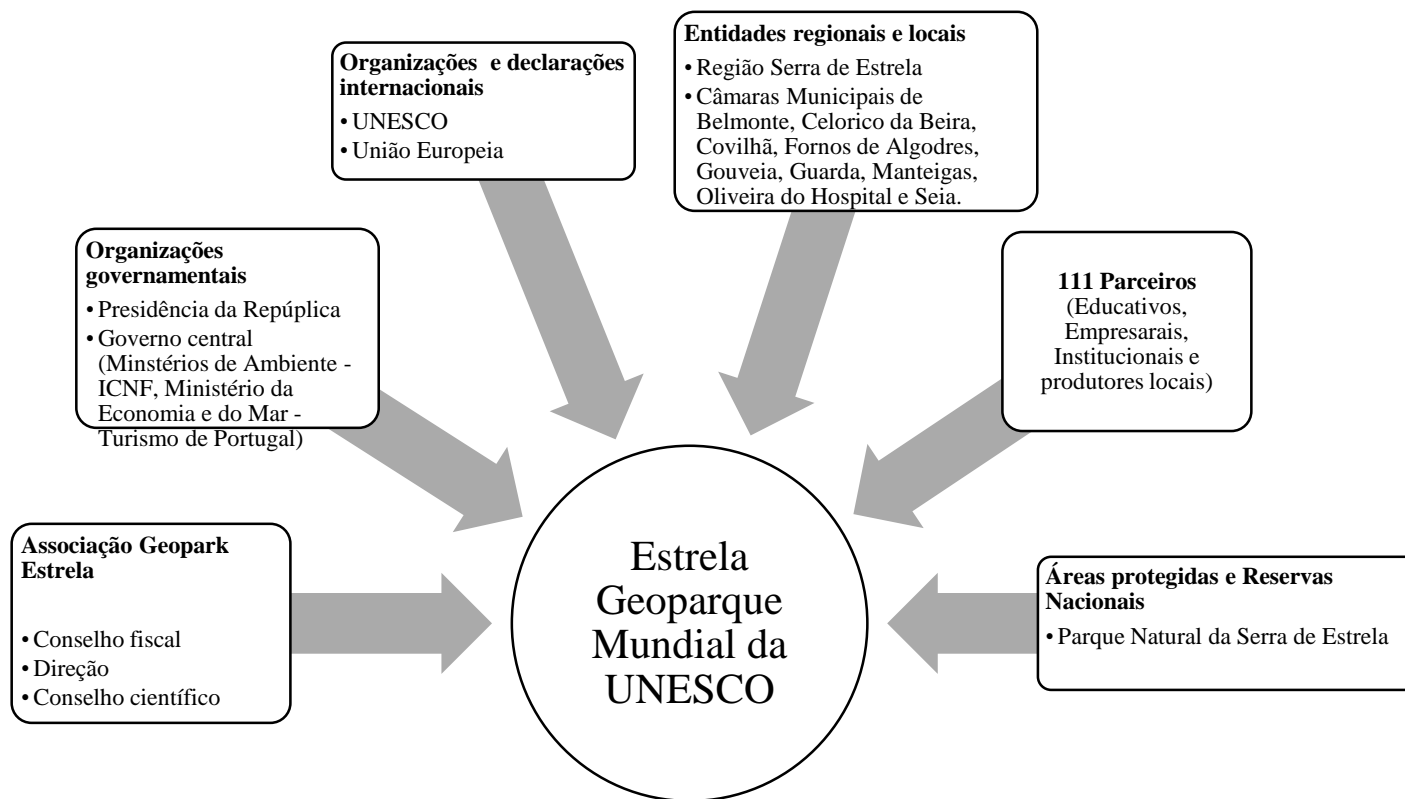 Associação Geopark
Estrela
• Conselho fiscal
• Direção
• Conselho científico
Organizações
governamentais
• Presidência da Repúplica
• Governo central
(Minstérios de Ambiente -
ICNF, Ministério da
Economia e do Mar -
Turismo de Portugal)
Organizações e declarações
internacionais
• UNESCO
• União Europeia
Entidades regionais e locais
• Região Serra de Estrela
• Câmaras Municipais de
Belmonte, Celorico da Beira,
Covilhã, Fornos de Algodres,
Gouveia, Guarda, Manteigas,
Oliveira do Hospital e Seia.
111 Parceiros
(Educativos,
Empresarais,
Institucionais e
produtores locais)
Áreas protegidas e Reservas
Nacionais
• Parque Natural da Serra de Estrela
Estrela
Geoparque
Mundial da
UNESCO